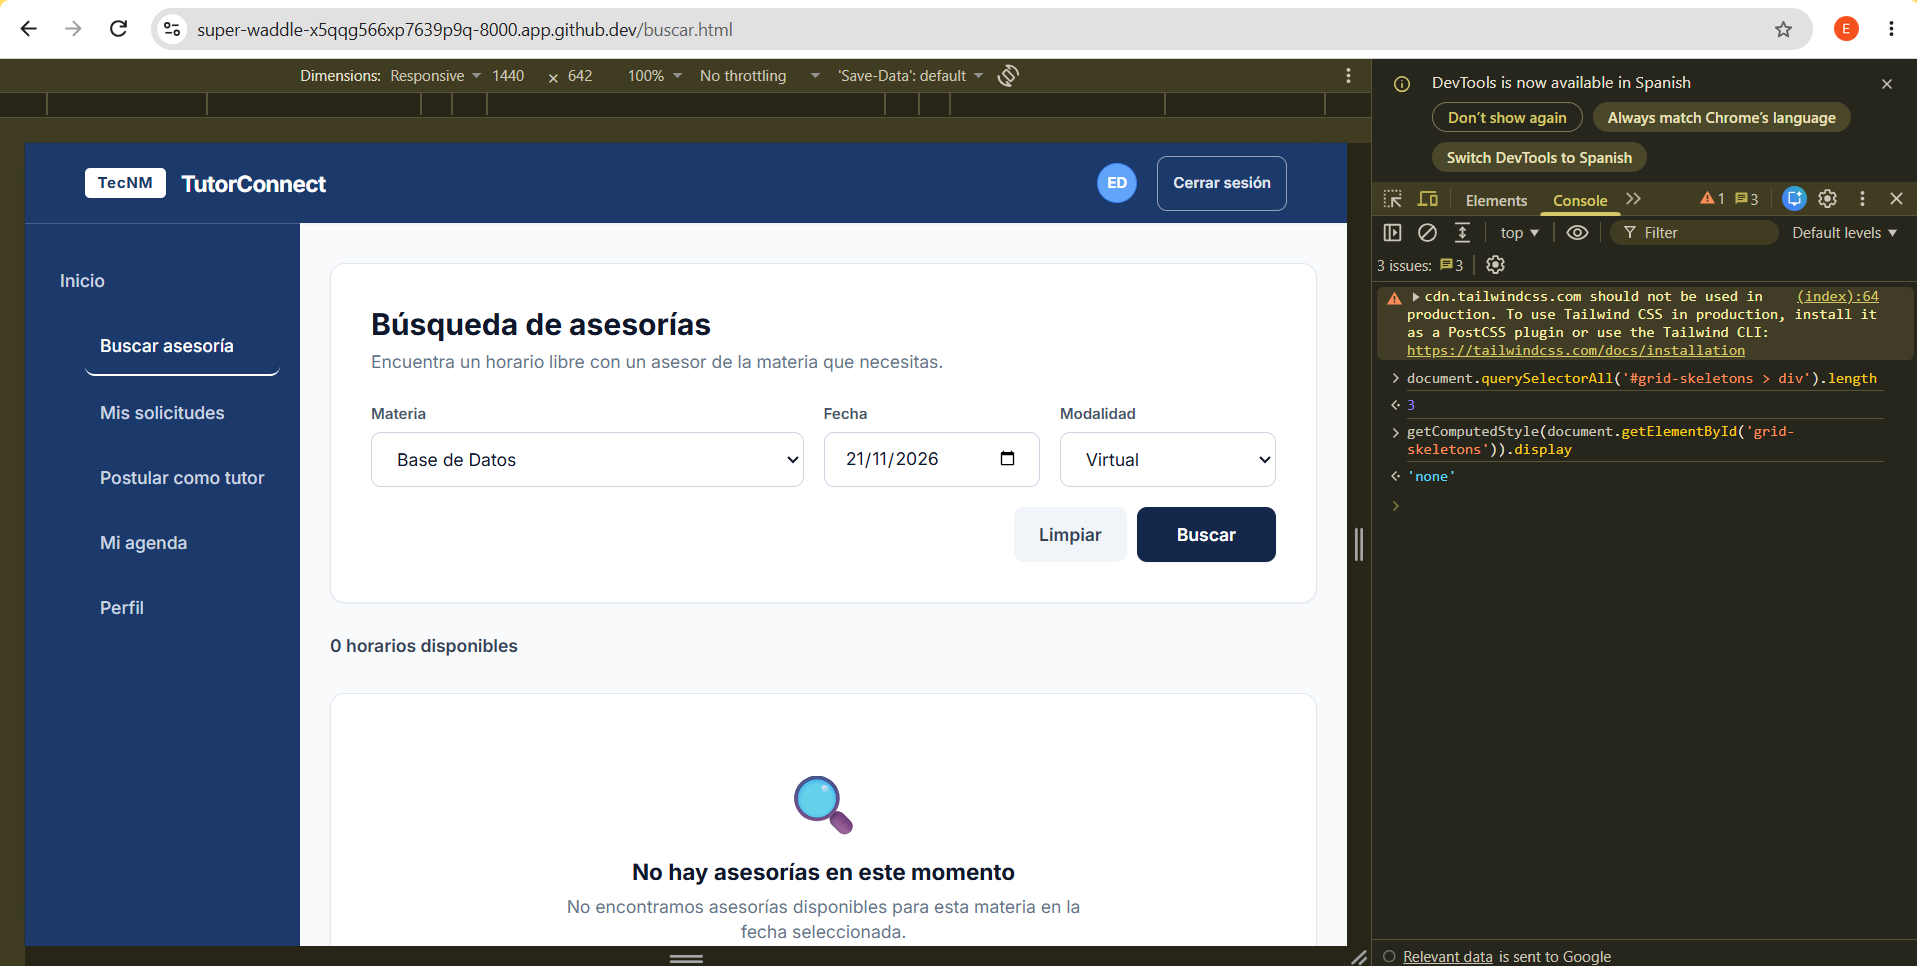 super-waddle-x5qqg566xp7639p9q-8000.app.github.dev/buscar.html
E
Dimensions: Responsive 1440 × 642 100% No throttling 'Save-Data': default
TecNM TutorConnect
ED Cerrar sesión
Inicio
Buscar asesoría
Mis solicitudes
Postular como tutor
Mi agenda
Perfil
Búsqueda de asesorías
Encuentra un horario libre con un asesor de la materia que necesitas.
Materia Fecha Modalidad
Base de Datos 21/11/2026 Virtual
Limpiar Buscar
0 horarios disponibles
No hay asesorías en este momento
No encontramos asesorías disponibles para esta materia en la
fecha seleccionada.
DevTools is now available in Spanish
Don't show again Always match Chrome's language
Switch DevTools to Spanish
Elements Console 1 3
top Filter Default levels
3 issues: 3
cdn.tailwindcss.com should not be used in (index):64
production. To use Tailwind CSS in production, install it
as a PostCSS plugin or use the Tailwind CLI:
https://tailwindcss.com/docs/installation
document.querySelectorAll('#grid-skeletons > div').length
3
getComputedStyle(document.getElementById('grid-
skeletons')).display
'none'
Relevant data is sent to Google